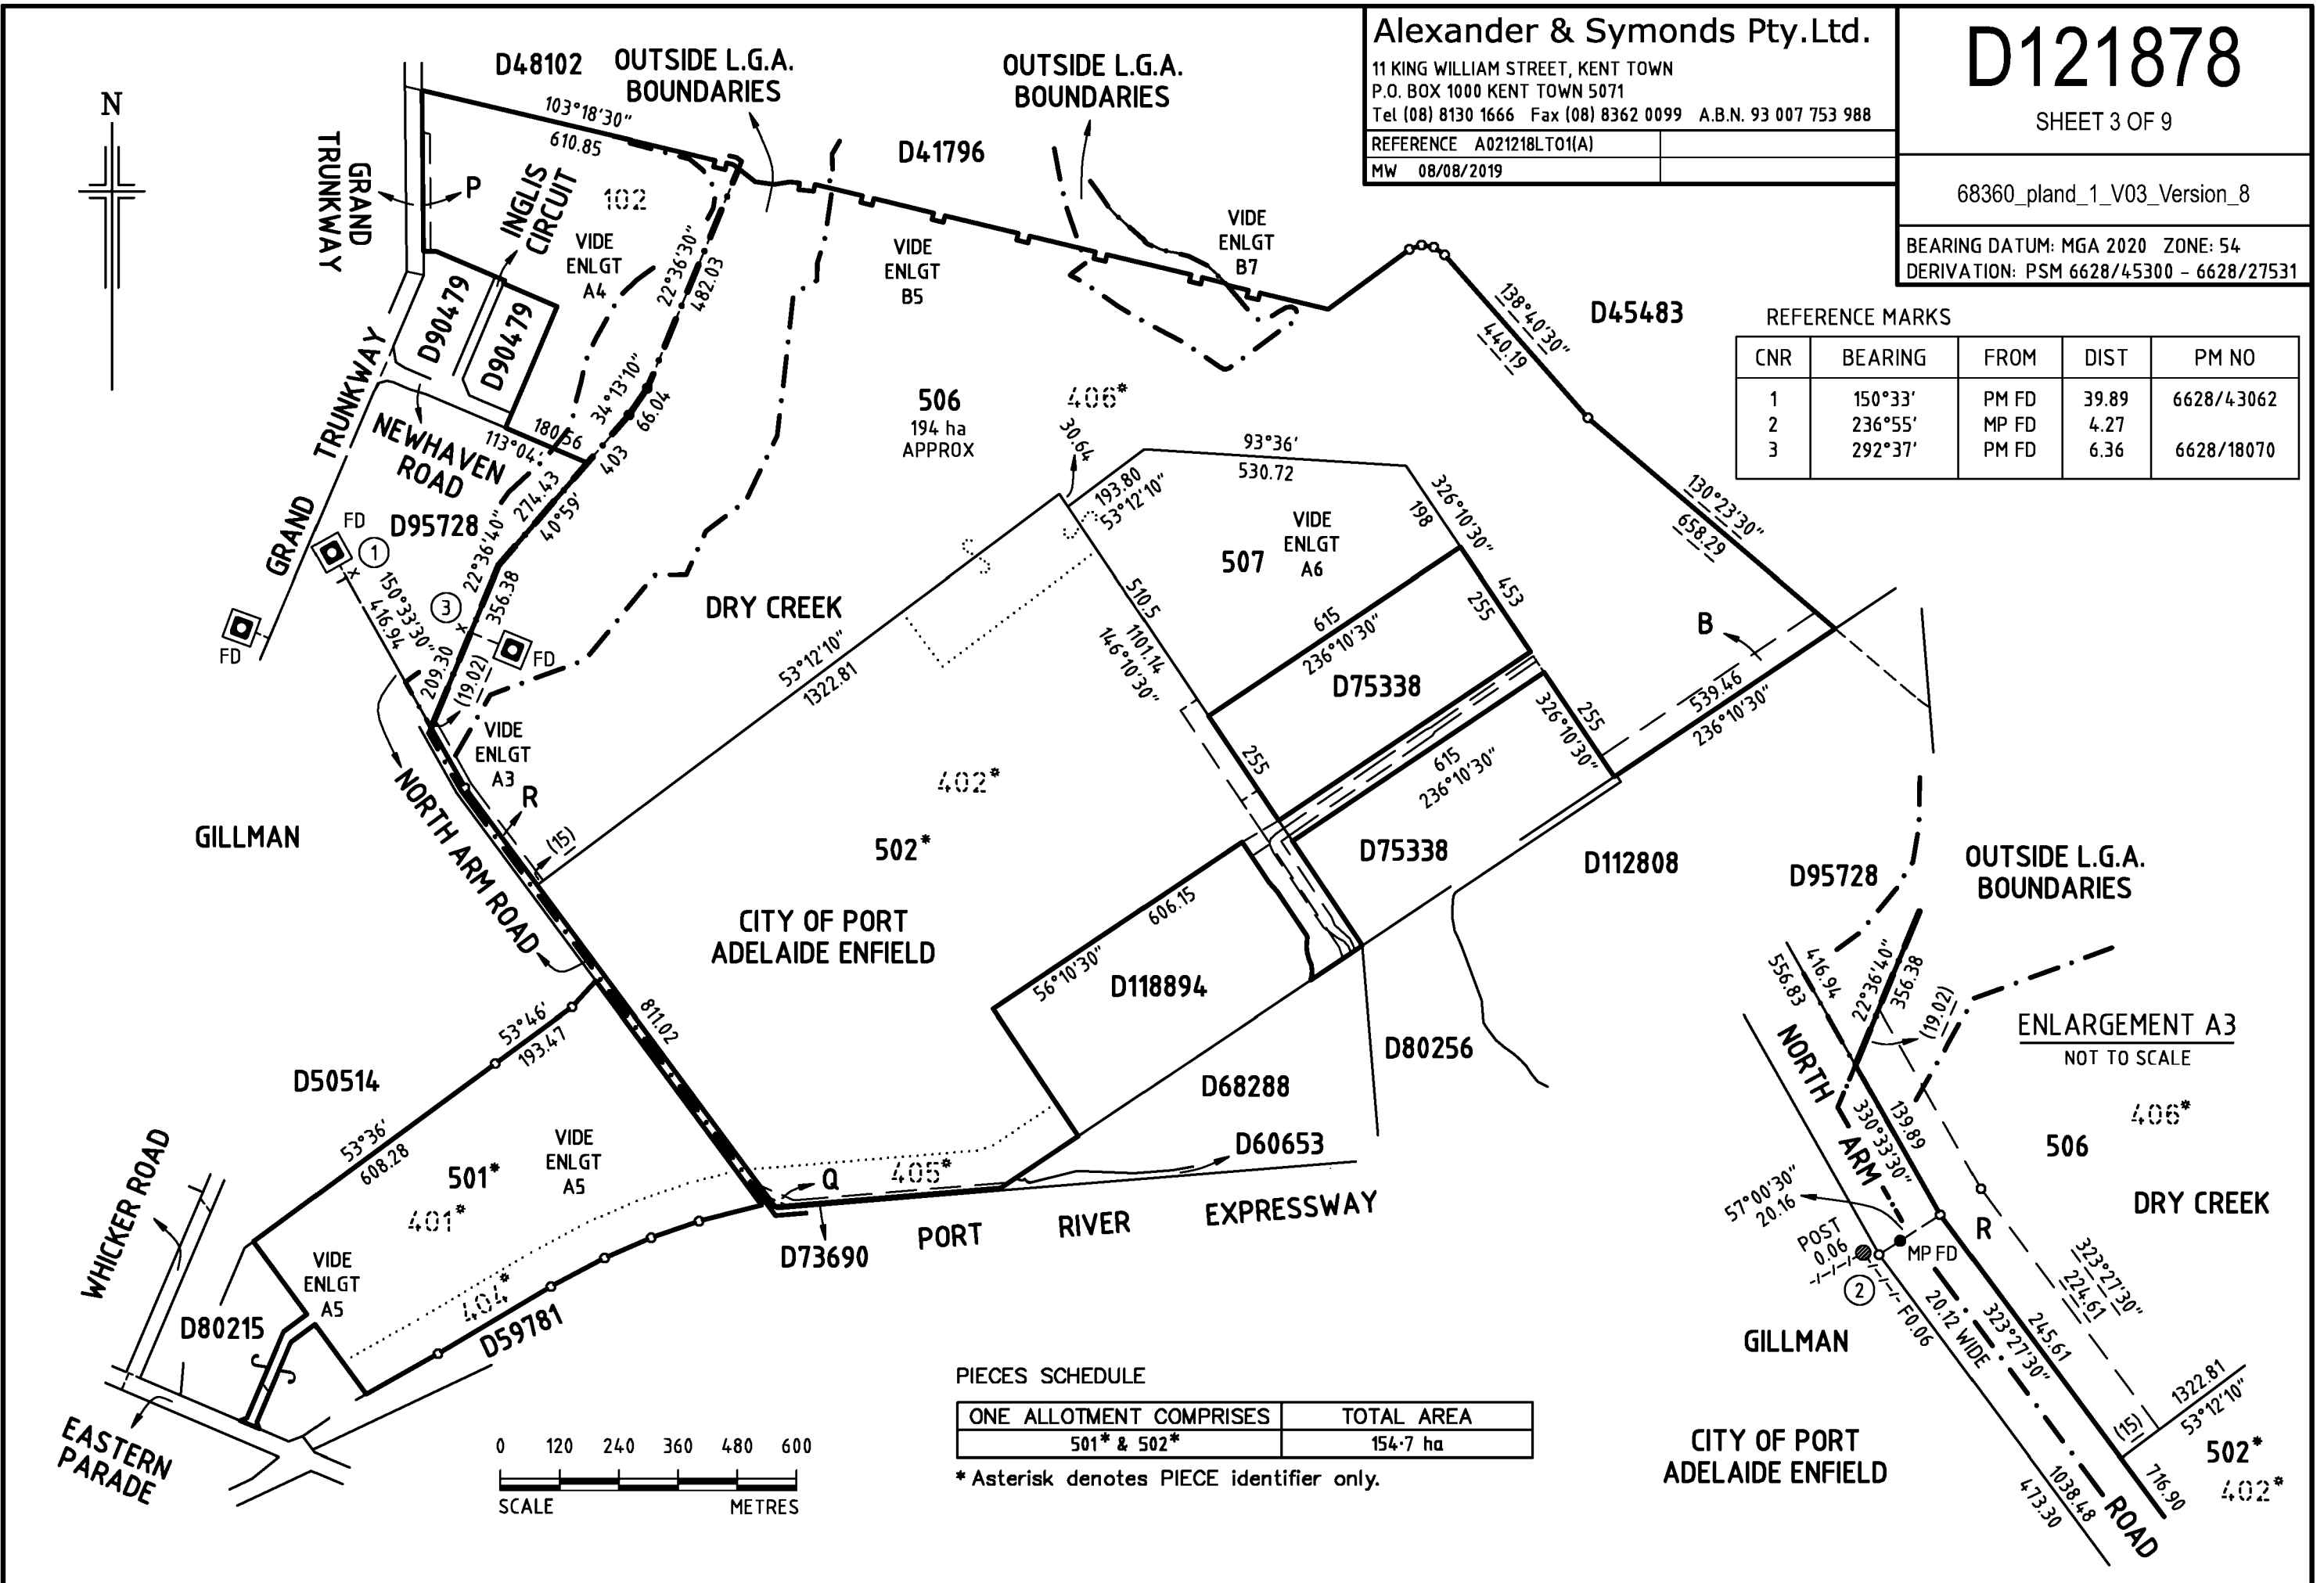 Alexander & Symonds Pty.Ltd.
11 KING WILLIAM STREET, KENT TOWN
P.O. BOX 1000 KENT TOWN 5071
Tel (08) 8130 1666 Fax (08) 8362 0099 A.B.N. 93 007 753 988
REFERENCE A021218LTO1(A)
MW 08/08/2019
D121878
SHEET 3 OF 9
68360_pland_1_V03_Version_8
BEARING DATUM: MGA 2020 ZONE: 54
DERIVATION: PSM 6628/45300 - 6628/27531
REFERENCE MARKS
CNR BEARING FROM DIST PM NO
1 150°33' PM FD 39.89 6628/43062
2 236°55' MP FD 4.27
3 292°37' PM FD 6.36 6628/18070
N
D48102
OUTSIDE L.G.A.
BOUNDARIES
OUTSIDE L.G.A.
BOUNDARIES
103°18'30"
610.85
D41796
GRAND
TRUNKWAY
P
INGLIS
CIRCUIT
102
VIDE
ENLGT
A4
22°36'30"
482.03
VIDE
ENLGT
B5
VIDE
ENLGT
B7
138°40'30"
440.19
D45483
D90479
D90479
GRAND
TRUNKWAY
NEWHAVEN
ROAD
180.56
113°04'
34°13'10"
66.04
403
506
194 ha
APPROX
406*
30.64
93°36'
530.72
193.80
53°12'10"
326°10'30"
198
130°23'30"
658.29
D95728
FD
1
274.43
40°59'
22°36'40"
356.38
150°33'30"
416.94
3
FD
FD
209.30
(19.02)
DRY CREEK
53°12'10"
1322.81
507
VIDE
ENLGT
A6
510.5
1101.14
146°10'30"
615
236°10'30"
453
255
B
D75338
539.46
236°10'30"
255
326°10'30"
255
615
236°10'30"
VIDE
ENLGT
A3
R
(15)
NORTH ARM ROAD
GILLMAN
402*
502*
D75338
D112808
CITY OF PORT
ADELAIDE ENFIELD
606.15
56°10'30"
D118894
811.02
53°46'
193.47
D50514
D80256
D68288
D60653
53°36'
608.28
501*
401*
VIDE
ENLGT
A5
405*
Q
PORT RIVER EXPRESSWAY
D73690
WHICKER ROAD
VIDE
ENLGT
A5
404*
D59781
D80215
EASTERN
PARADE
0 120 240 360 480 600
SCALE METRES
PIECES SCHEDULE
ONE ALLOTMENT COMPRISES TOTAL AREA
501* & 502* 154·7 ha
* Asterisk denotes PIECE identifier only.
D95728
OUTSIDE L.G.A.
BOUNDARIES
556.83
416.94
22°36'40"
356.38
(19.02)
ENLARGEMENT A3
NOT TO SCALE
NORTH ARM ROAD
330°33'30"
139.89
406*
506
DRY CREEK
57°00'30"
20.16
POST
0.06
MP FD
R
2
F0.06
20.12 WIDE
323°27'30"
245.61
323°27'30"
224.61
GILLMAN
1322.81
53°12'10"
(15)
CITY OF PORT
ADELAIDE ENFIELD
502*
402*
716.90
1038.48
473.30